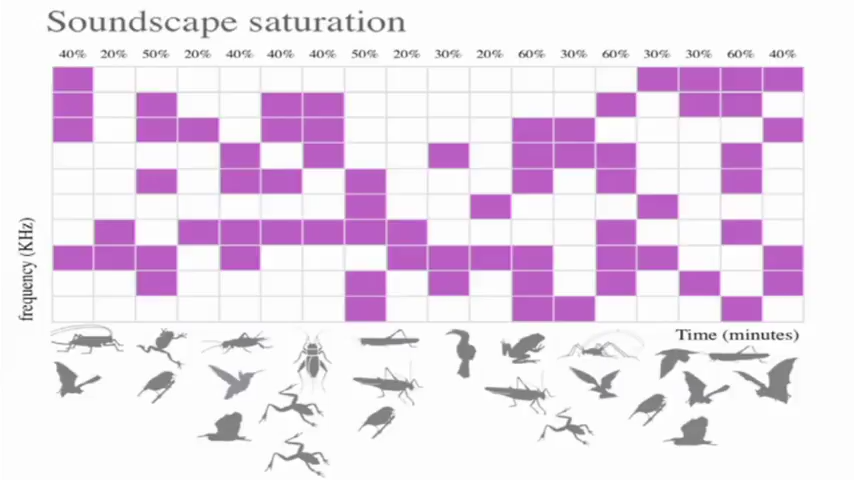 Soundscape saturation
40% 20% 50% 20% 40% 40% 40% 50% 20% 30% 20% 60% 30% 60% 30% 30% 60% 40%
frequency (KHz)
Time (minutes)